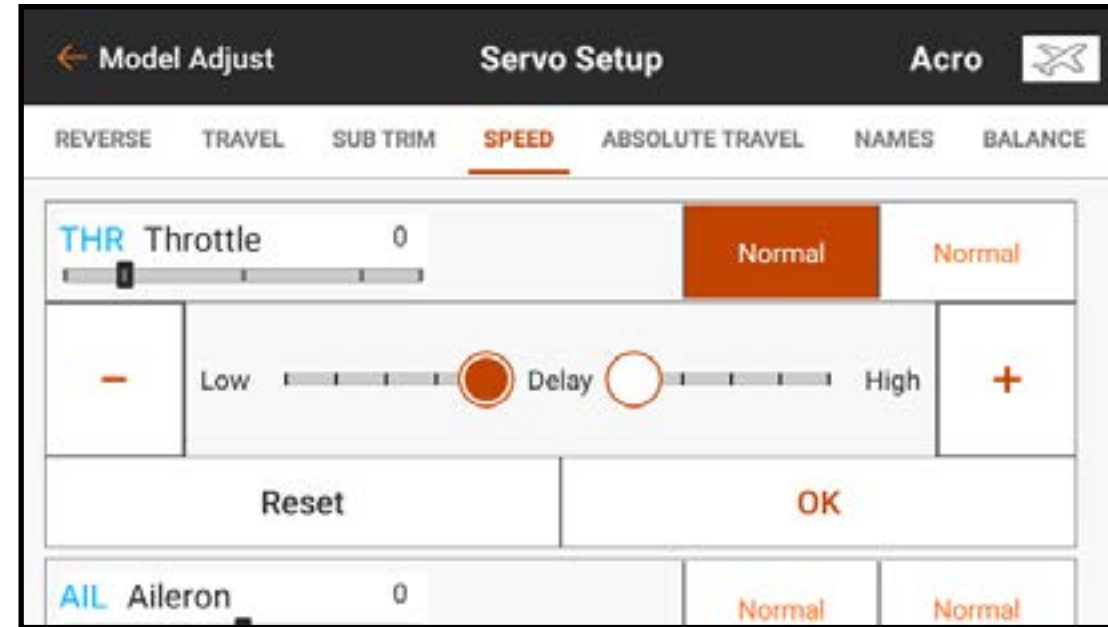 ← Model Adjust Servo Setup Acro
REVERSE TRAVEL SUB TRIM SPEED ABSOLUTE TRAVEL NAMES BALANCE
THR Throttle 0 Normal Normal
− Low Delay High +
Reset OK
AIL Aileron 0 Normal Normal